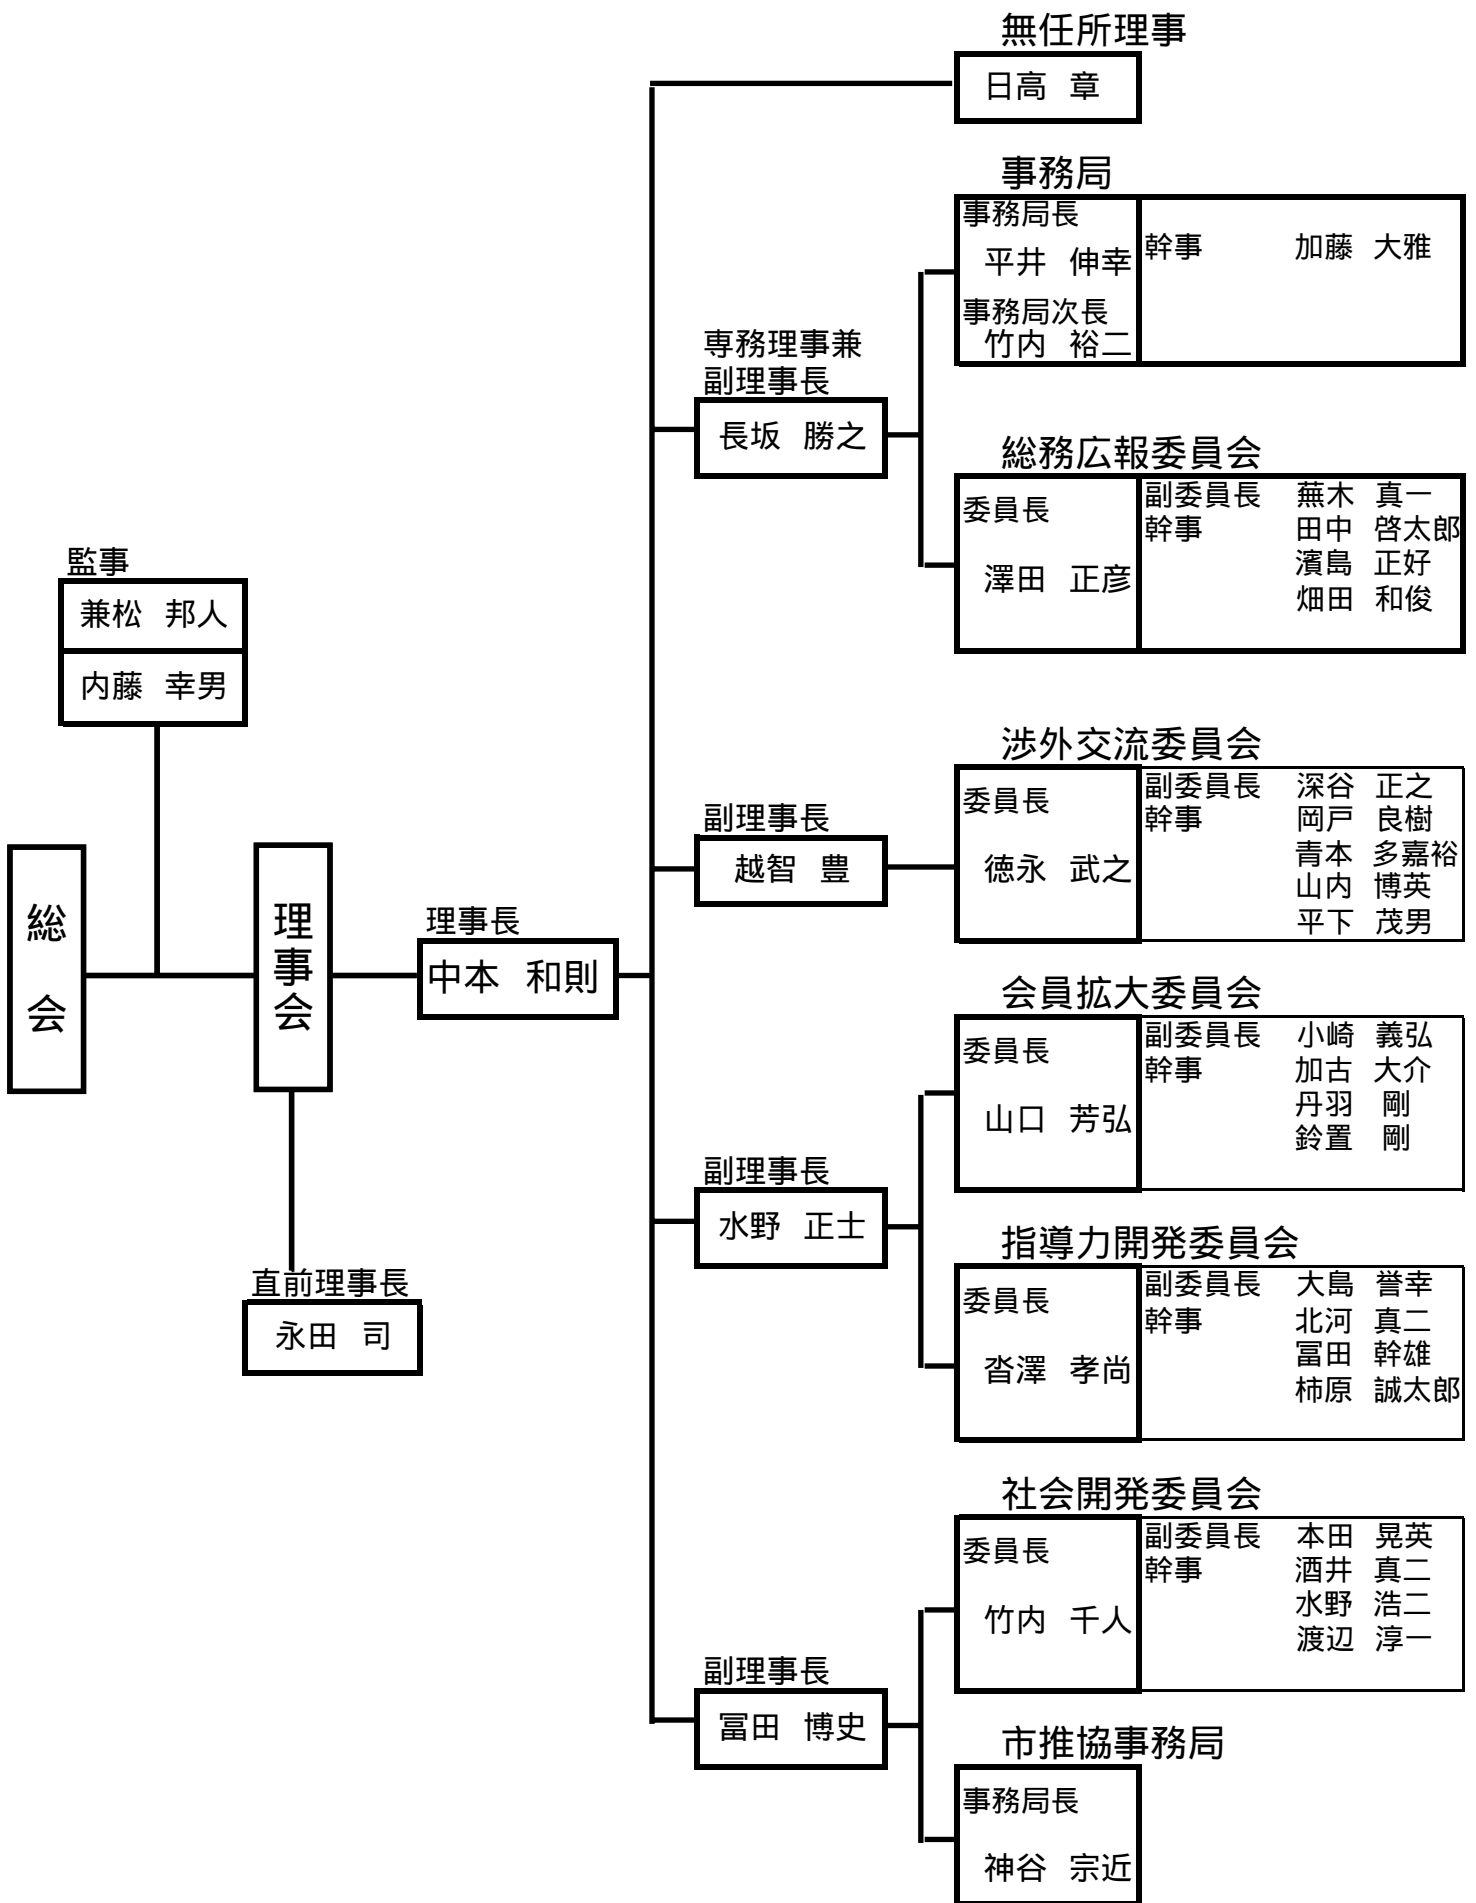 無任所理事
日高 章
事務局
事務局長
平井 伸幸
事務局次長
竹内 裕二
幹事 加藤 大雅
専務理事兼
副理事長
長坂 勝之
総務広報委員会
委員長
澤田 正彦
副委員長 蕪木 真一
幹事 田中 啓太郎
濱島 正好
畑田 和俊
監事
兼松 邦人
内藤 幸男
渉外交流委員会
委員長
徳永 武之
副委員長 深谷 正之
幹事 岡戸 良樹
青本 多嘉裕
山内 博英
平下 茂男
副理事長
越智 豊
総会
理事会
理事長
中本 和則
会員拡大委員会
委員長
山口 芳弘
副委員長 小崎 義弘
幹事 加古 大介
丹羽 剛
鈴置 剛
副理事長
水野 正士
指導力開発委員会
委員長
沓澤 孝尚
副委員長 大島 誉幸
幹事 北河 真二
冨田 幹雄
柿原 誠太郎
直前理事長
永田 司
社会開発委員会
委員長
竹内 千人
副委員長 本田 晃英
幹事 酒井 真二
水野 浩二
渡辺 淳一
副理事長
冨田 博史
市推協事務局
事務局長
神谷 宗近